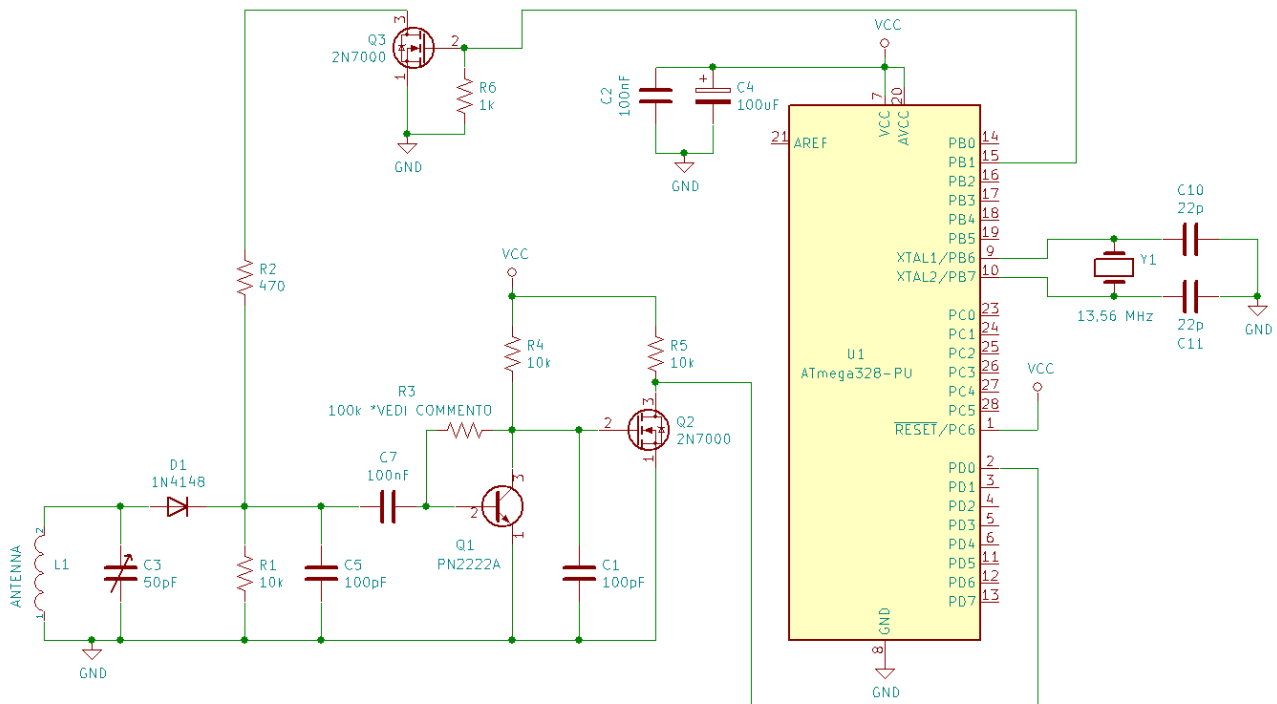 3
Q3
2N7000
2
1
R6
1k
GND
VCC
C2
100nF
+
C4
100uF
GND
7
20
VCC
AVCC
21
AREF
PB0
14
PB1
15
PB2
16
PB3
17
PB4
18
PB5
19
XTAL1/PB6
9
XTAL2/PB7
10
PC0
23
PC1
24
PC2
25
PC3
26
PC4
27
PC5
28
RESET/PC6
1
PD0
2
PD1
3
PD2
4
PD3
5
PD4
6
PD5
11
PD6
12
PD7
13
U1
ATmega328-PU
GND
8
GND
C10
22p
Y1
13,56 MHz
22p
C11
GND
VCC
R2
470
VCC
R4
10k
R5
10k
R3
100k *VEDI COMMENTO
3
Q2
2N7000
2
1
C7
100nF
D1
1N4148
3
2
1
Q1
PN2222A
ANTENNA
2
1
L1
C3
50pF
R1
10k
C5
100pF
C1
100pF
GND